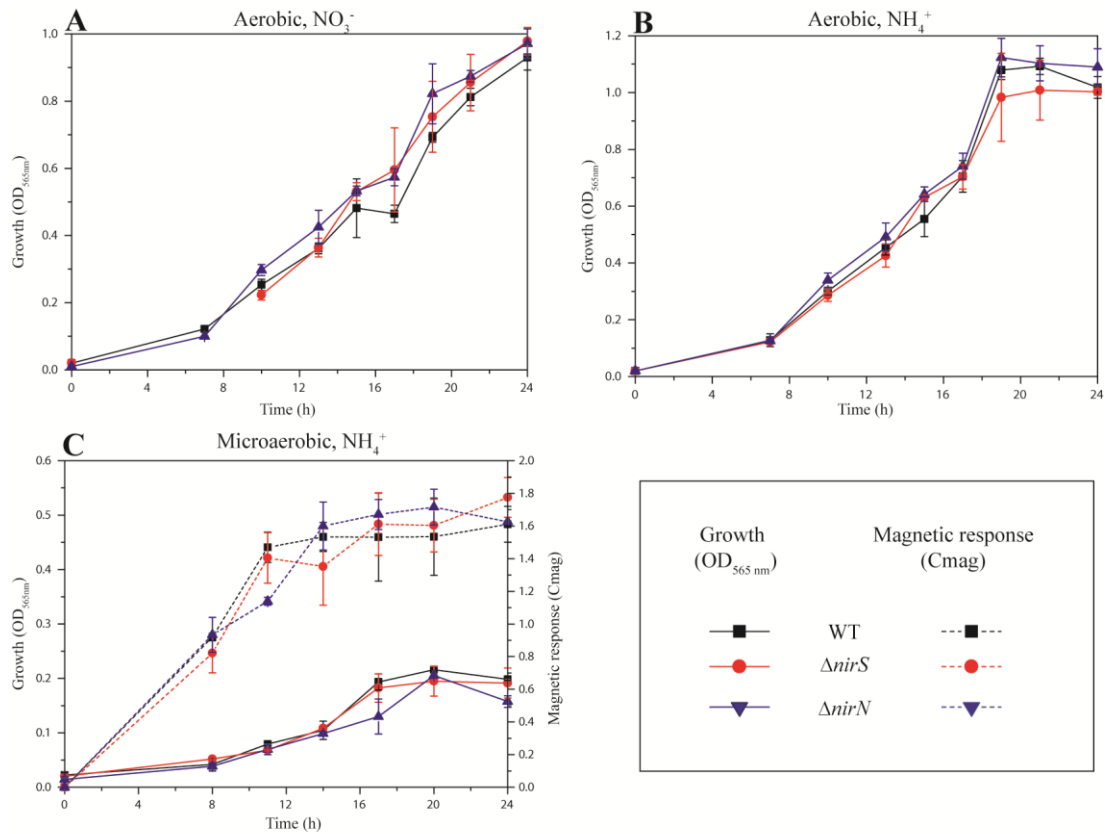 A Aerobic, NO₃⁻
1.0
0.8
0.6
0.4
0.2
0.0
Growth (OD₅₆₅ₙₘ)
0 4 8 12 16 20 24
Time (h)
B Aerobic, NH₄⁺
1.2
1.0
0.8
0.6
0.4
0.2
0.0
Growth (OD₅₆₅ₙₘ)
0 4 8 12 16 20 24
Time (h)
C Microaerobic, NH₄⁺
0.6
0.5
0.4
0.3
0.2
0.1
0.0
Growth (OD₅₆₅ₙₘ)
2.0
1.8
1.6
1.4
1.2
1.0
0.8
0.6
0.4
0.2
0.0
Magnetic response (Cmag)
0 4 8 12 16 20 24
Time (h)
Growth Magnetic response
(OD₅₆₅ ₙₘ) (Cmag)
WT
ΔnirS
ΔnirN